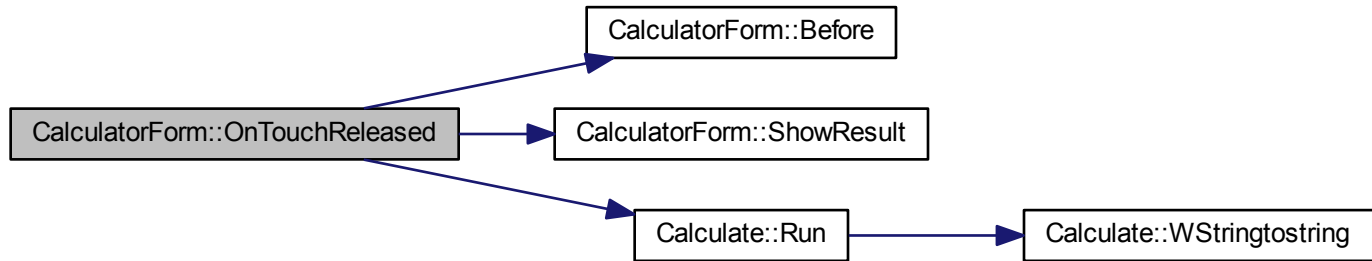 CalculatorForm::Before
CalculatorForm::OnTouchReleased
CalculatorForm::ShowResult
Calculate::Run
Calculate::WStringtostring